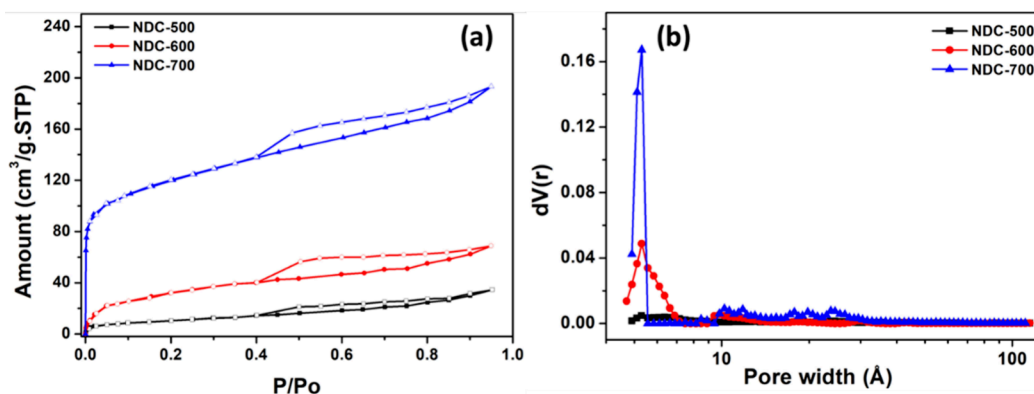 (a)
NDC-500
NDC-600
NDC-700
240
200
160
120
80
40
0
Amount (cm³/g.STP)
0.0 0.2 0.4 0.6 0.8 1.0
P/Po
(b)
NDC-500
NDC-600
NDC-700
0.16
0.12
0.08
0.04
0.00
dV(r)
10 100
Pore width (Å)